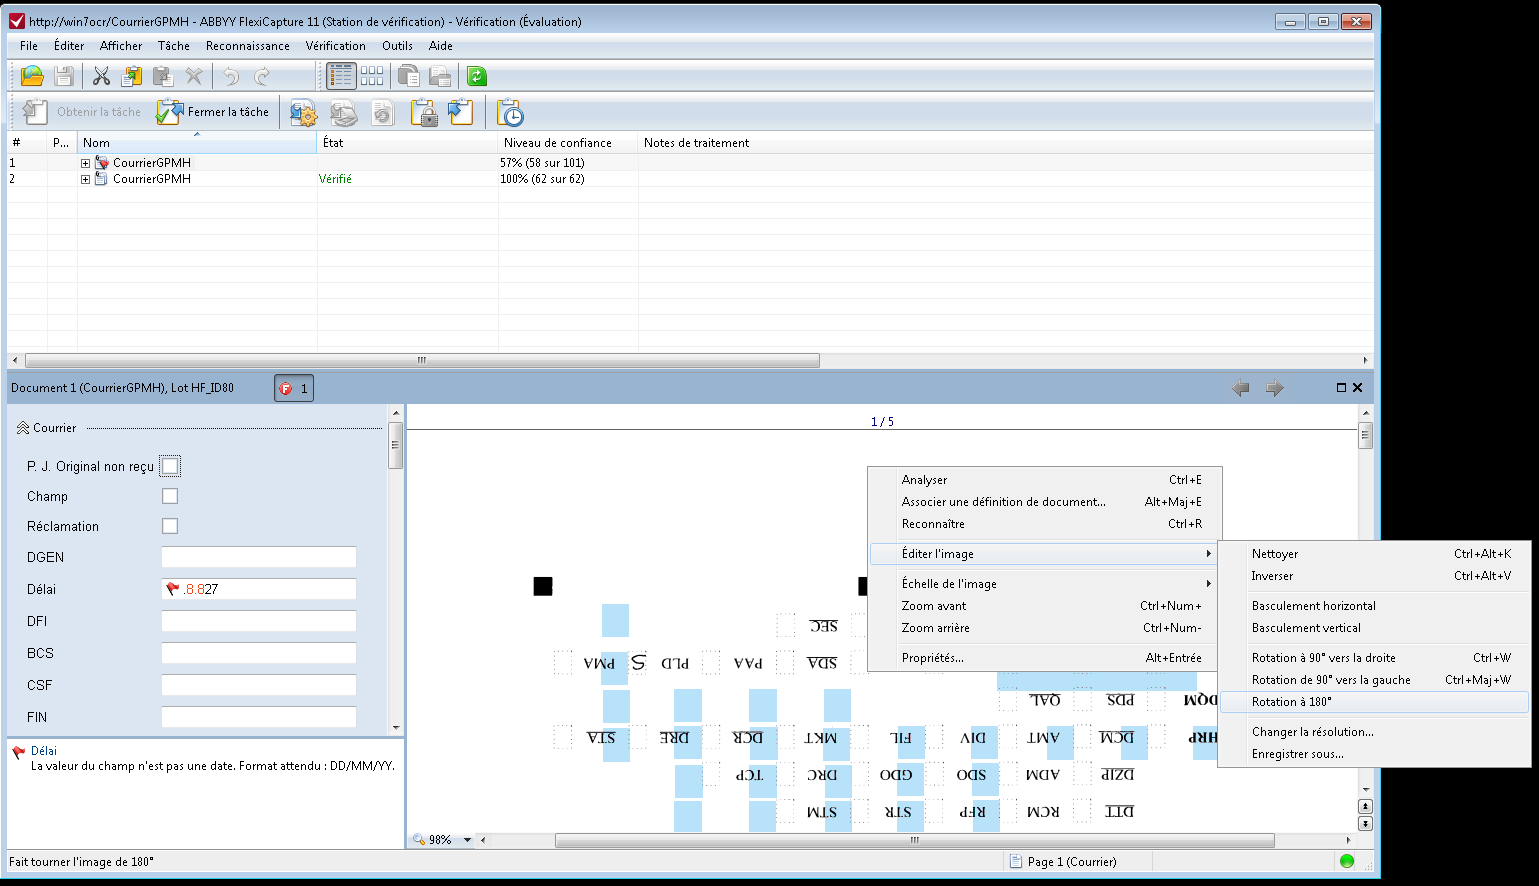 http://win7ocr/CourrierGPMH - ABBYY FlexiCapture 11 (Station de vérification) - Vérification (Évaluation)
File Éditer Afficher Tâche Reconnaissance Vérification Outils Aide
Obtenir la tâche Fermer la tâche
# P... Nom État Niveau de confiance Notes de traitement
1 CourrierGPMH 57% (58 sur 101)
2 CourrierGPMH Vérifié 100% (62 sur 62)
Document 1 (CourrierGPMH), Lot HF_ID80 F 1
Courrier
P. J. Original non reçu
Champ
Réclamation
DGEN
Délai .8.827
DFI
BCS
CSF
FIN
Délai
La valeur du champ n'est pas une date. Format attendu : DD/MM/YY.
1 / 5
SEC
PMA S PLD PAA SDA
QAL PDS DQM
STA DRE DCR MKT FIL DIV AMT DCM HRP
TCP DRC GDO SDO ADM DZIP
STM STR RFP RCM DTT
Analyser Ctrl+E
Associer une définition de document... Alt+Maj+E
Reconnaître Ctrl+R
Éditer l'image
Échelle de l'image
Zoom avant Ctrl+Num+
Zoom arrière Ctrl+Num-
Propriétés... Alt+Entrée
Nettoyer Ctrl+Alt+K
Inverser Ctrl+Alt+V
Basculement horizontal
Basculement vertical
Rotation à 90° vers la droite Ctrl+W
Rotation de 90° vers la gauche Ctrl+Maj+W
Rotation à 180°
Changer la résolution...
Enregistrer sous...
98%
Fait tourner l'image de 180° Page 1 (Courrier)